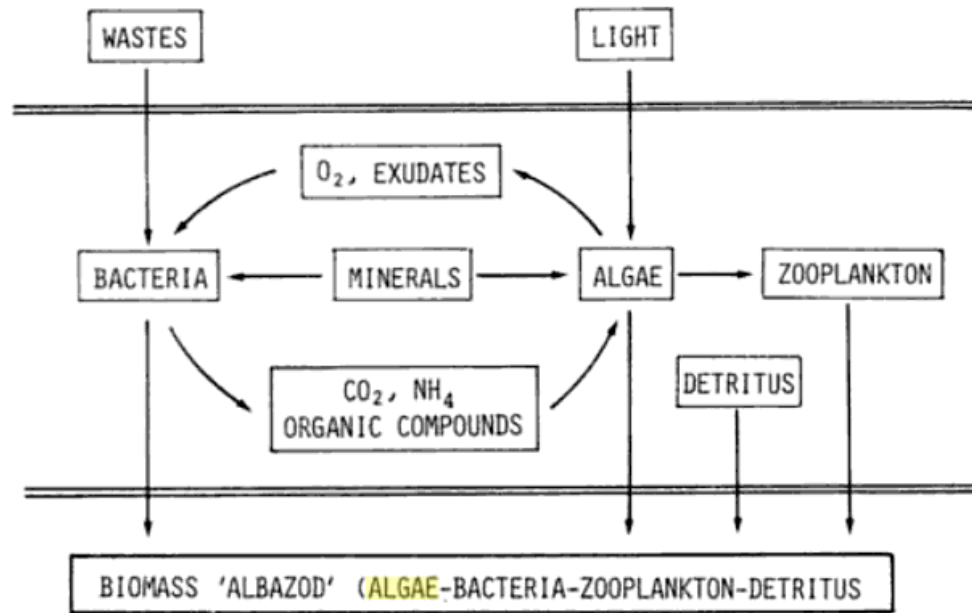 WASTES
LIGHT
O₂, EXUDATES
BACTERIA
MINERALS
ALGAE
ZOOPLANKTON
DETRITUS
CO₂, NH₄
ORGANIC COMPOUNDS
BIOMASS 'ALBAZOD' (ALGAE-BACTERIA-ZOOPLANKTON-DETRITUS